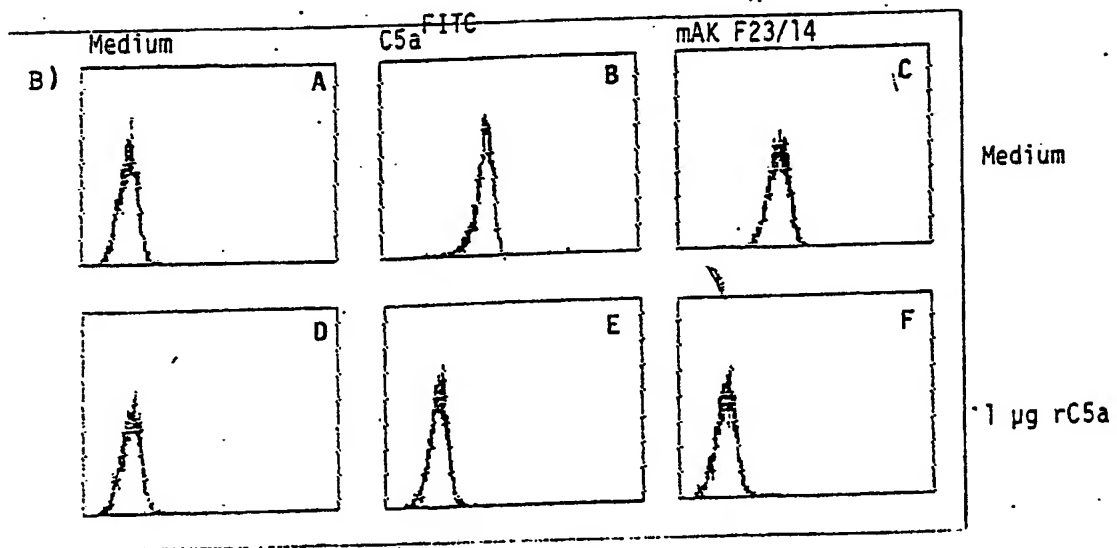 Medium C5a FITC mAK F23/14
B) A B C
Medium
D E F
1 µg rC5a